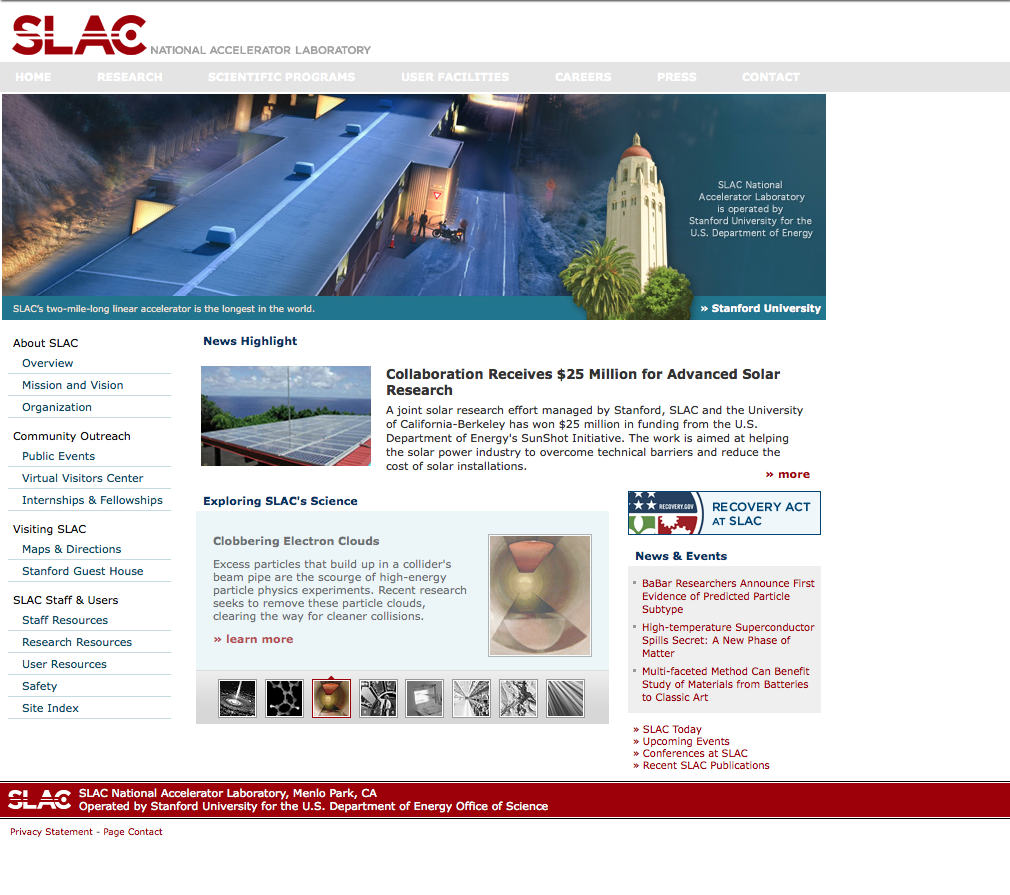 SLAC NATIONAL ACCELERATOR LABORATORY
HOME RESEARCH SCIENTIFIC PROGRAMS USER FACILITIES CAREERS PRESS CONTACT
SLAC National
Accelerator Laboratory
is operated by
Stanford University for the
U.S. Department of Energy
SLAC's two-mile-long linear accelerator is the longest in the world.
» Stanford University
About SLAC
Overview
Mission and Vision
Organization
Community Outreach
Public Events
Virtual Visitors Center
Internships & Fellowships
Visiting SLAC
Maps & Directions
Stanford Guest House
SLAC Staff & Users
Staff Resources
Research Resources
User Resources
Safety
Site Index
News Highlight
Collaboration Receives $25 Million for Advanced Solar
Research
A joint solar research effort managed by Stanford, SLAC and the University
of California-Berkeley has won $25 million in funding from the U.S.
Department of Energy's SunShot Initiative. The work is aimed at helping
the solar power industry to overcome technical barriers and reduce the
cost of solar installations.
» more
Exploring SLAC's Science
Clobbering Electron Clouds
Excess particles that build up in a collider's
beam pipe are the scourge of high-energy
particle physics experiments. Recent research
seeks to remove these particle clouds,
clearing the way for cleaner collisions.
» learn more
RECOVERY.GOV
RECOVERY ACT
AT SLAC
News & Events
BaBar Researchers Announce First
Evidence of Predicted Particle
Subtype
High-temperature Superconductor
Spills Secret: A New Phase of
Matter
Multi-faceted Method Can Benefit
Study of Materials from Batteries
to Classic Art
» SLAC Today
» Upcoming Events
» Conferences at SLAC
» Recent SLAC Publications
SLAC
SLAC National Accelerator Laboratory, Menlo Park, CA
Operated by Stanford University for the U.S. Department of Energy Office of Science
Privacy Statement - Page Contact